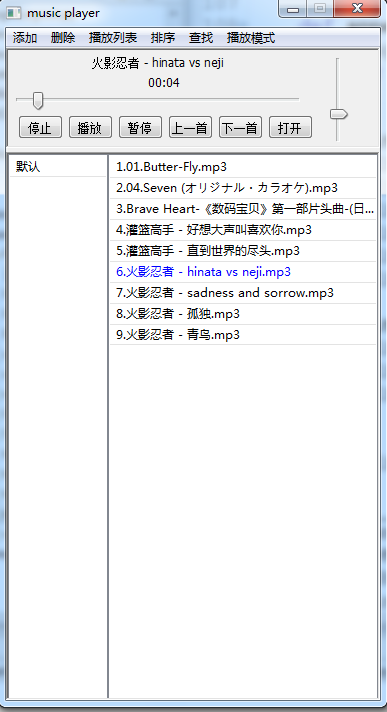 music player
添加 删除 播放列表 排序 查找 播放模式
火影忍者 - hinata vs neji
00:04
停止 播放 暂停 上一首 下一首 打开
默认
1.01.Butter-Fly.mp3
2.04.Seven (オリジナル・カラオケ).mp3
3.Brave Heart-《数码宝贝》第一部片头曲-(日...
4.灌篮高手 - 好想大声叫喜欢你.mp3
5.灌篮高手 - 直到世界的尽头.mp3
6.火影忍者 - hinata vs neji.mp3
7.火影忍者 - sadness and sorrow.mp3
8.火影忍者 - 孤独.mp3
9.火影忍者 - 青鸟.mp3